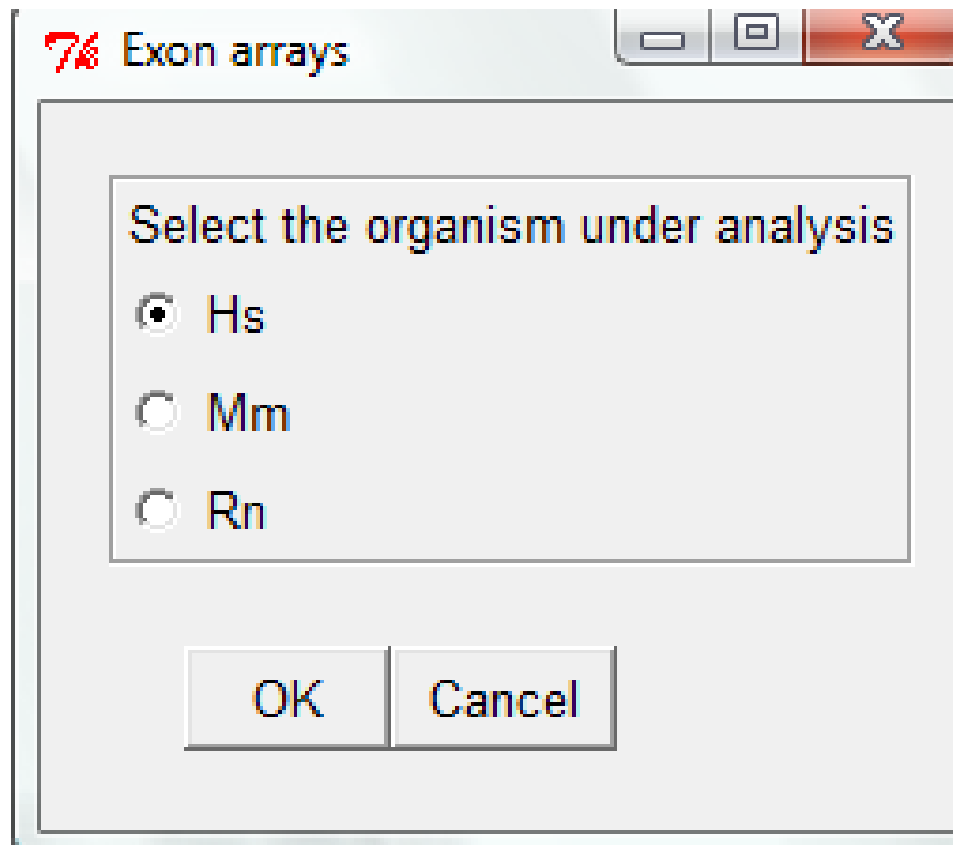 Exon arrays
Select the organism under analysis
Hs
Mm
Rn
OK Cancel